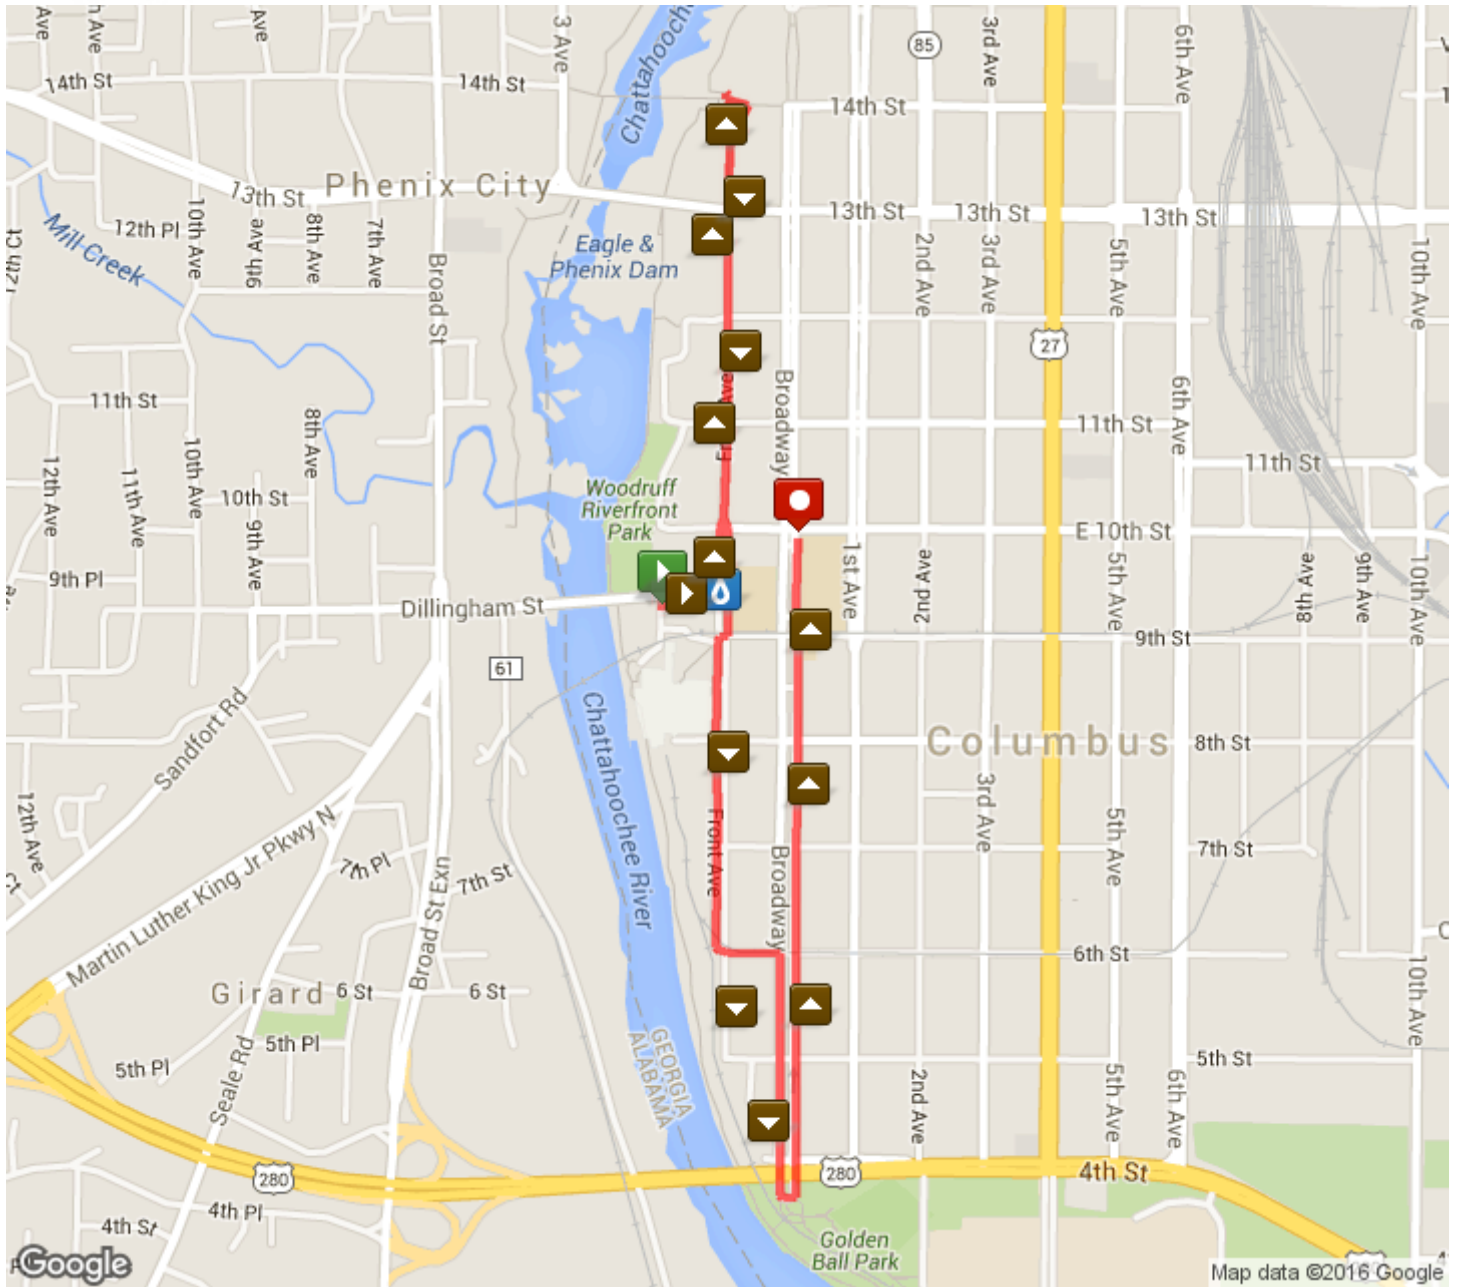 Ave
Ave
Ave
3 Ave
Chattahooch
3rd Ave
6th Ave
85
14th St
14th St
14th St
Phenix City
13th St
13th St
13th St
13th St
12th Pl
Mill Creek
10th Ave
9th Ave
8th Ave
7th Ave
Broad St
Eagle &
Phenix Dam
2nd Ave
3rd Ave
5th Ave
10th Ave
27
Broadway
6th Ave
11th St
11th St
11th St
8th Ave
12th Ave
11th Ave
10th Ave
10th St
9th Ave
Woodruff
Riverfront
Park
E 10th St
1st Ave
2nd Ave
5th Ave
8th Ave
9th Ave
10th Ave
9th Pl
Dillingham St
9th St
61
Sandfort Rd
Chattahoochee River
Columbus
8th St
12th Ave
Ct
Martin Luther King Jr Pkwy N
7th Pl
7th St
Broad St Exn
Front Ave
Broadway
3rd Ave
5th Ave
7th St
6th St
Girard
6 St
6 St
10th Ave
GEORGIA
ALABAMA
5th Pl
5th Pl
Seale Rd
5th St
2nd Ave
5th Ave
6th Ave
280
280
4th St
4th Pl
4th St
Golden
Ball Park
Google
Map data ©2016 Google